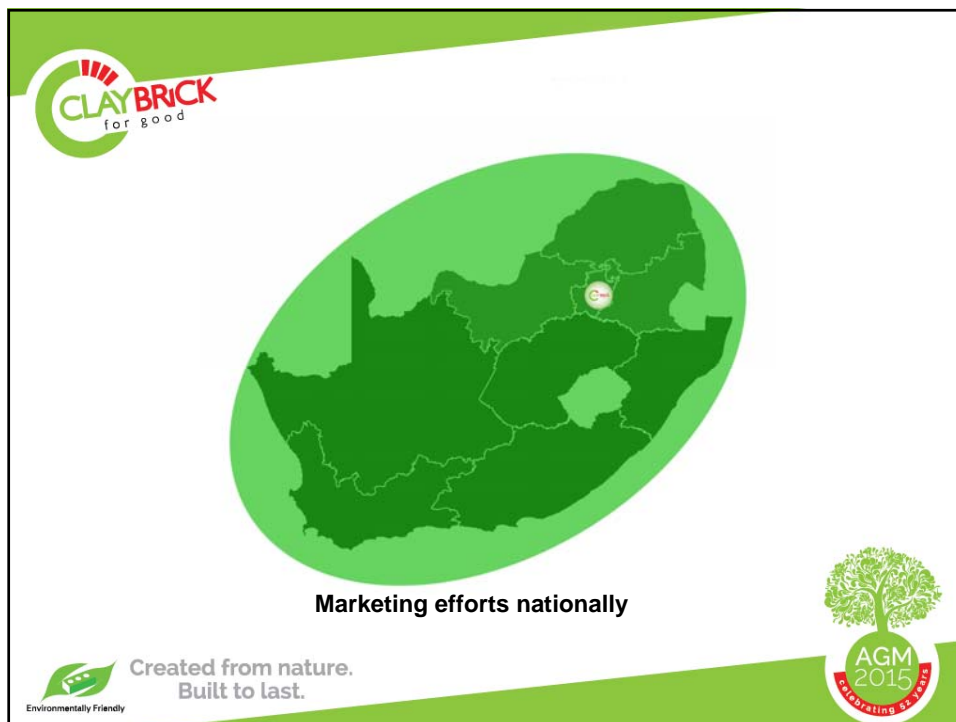 CLAYBRICK
for good
Marketing efforts nationally
Created from nature.
Built to last.
Environmentally Friendly
AGM
2015
celebrating 52 years